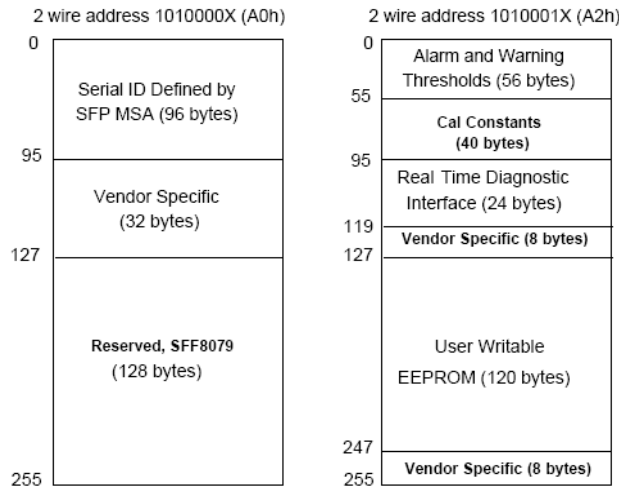 2 wire address 1010000X (A0h)
0
Serial ID Defined by
SFP MSA (96 bytes)
95
Vendor Specific
(32 bytes)
127
Reserved, SFF8079
(128 bytes)
255
2 wire address 1010001X (A2h)
0
Alarm and Warning
Thresholds (56 bytes)
55
Cal Constants
(40 bytes)
95
Real Time Diagnostic
Interface (24 bytes)
119
Vendor Specific (8 bytes)
127
User Writable
EEPROM (120 bytes)
247
Vendor Specific (8 bytes)
255